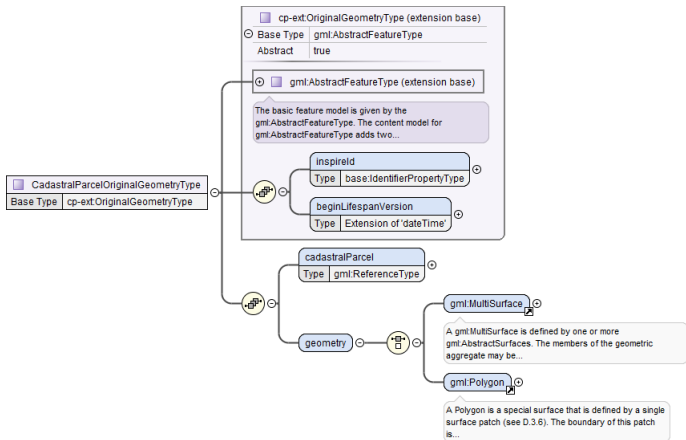 cp-ext:OriginalGeometryType (extension base)
Base Type gml:AbstractFeatureType
Abstract true
gml:AbstractFeatureType (extension base)
The basic feature model is given by the
gml:AbstractFeatureType. The content model for
gml:AbstractFeatureType adds two...
inspireId
Type base:IdentifierPropertyType
beginLifespanVersion
Type Extension of 'dateTime'
CadastralParcelOriginalGeometryType
Base Type cp-ext:OriginalGeometryType
cadastralParcel
Type gml:ReferenceType
geometry
gml:MultiSurface
A gml:MultiSurface is defined by one or more
gml:AbstractSurfaces. The members of the geometric
aggregate may be...
gml:Polygon
A Polygon is a special surface that is defined by a single
surface patch (see D.3.6). The boundary of this patch
is...